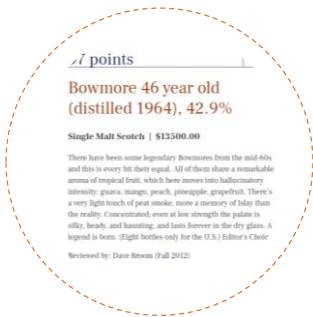 7 points
Bowmore 46 year old
(distilled 1964), 42.9%
Single Malt Scotch | $13500.00
There have been some legendary Bowmores from the mid-60s
and this is every bit their equal. All of them share a remarkable
aroma of tropical fruit, which here moves into hallucinatory
intensity: guava, mango, peach, pineapple, grapefruit. There's
a very light touch of peat smoke, more a memory of Islay than
the reality. Concentrated; even at low strength the palate is
silky, heady, and haunting, and lasts forever in the dry glass. A
legend is born. (Eight bottles only for the U.S.) Editor's Choic
Reviewed by: Dave Broom (Fall 2012)